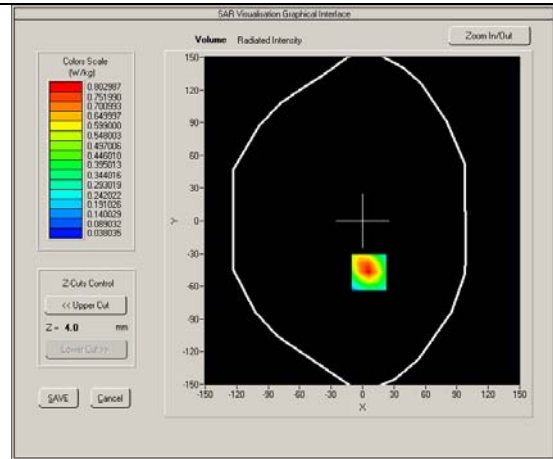 SAR Visualisation Graphical Interface
Volume Radiated Intensity
Zoom In/Out
Colors Scale
(W/kg)
0.802987
0.751990
0.700993
0.649997
0.599000
0.548003
0.497006
0.446010
0.395013
0.344016
0.293019
0.242022
0.191026
0.140029
0.089032
0.038035
Z-Cuts Control
<< Upper Cut
Z = 4.0 mm
Lower Cut >>
SAVE Cancel
150
120
90
60
30
Y 0
-30
-60
-90
-120
-150
-150 -120 -90 -60 -30 0 30 60 90 120 150
X